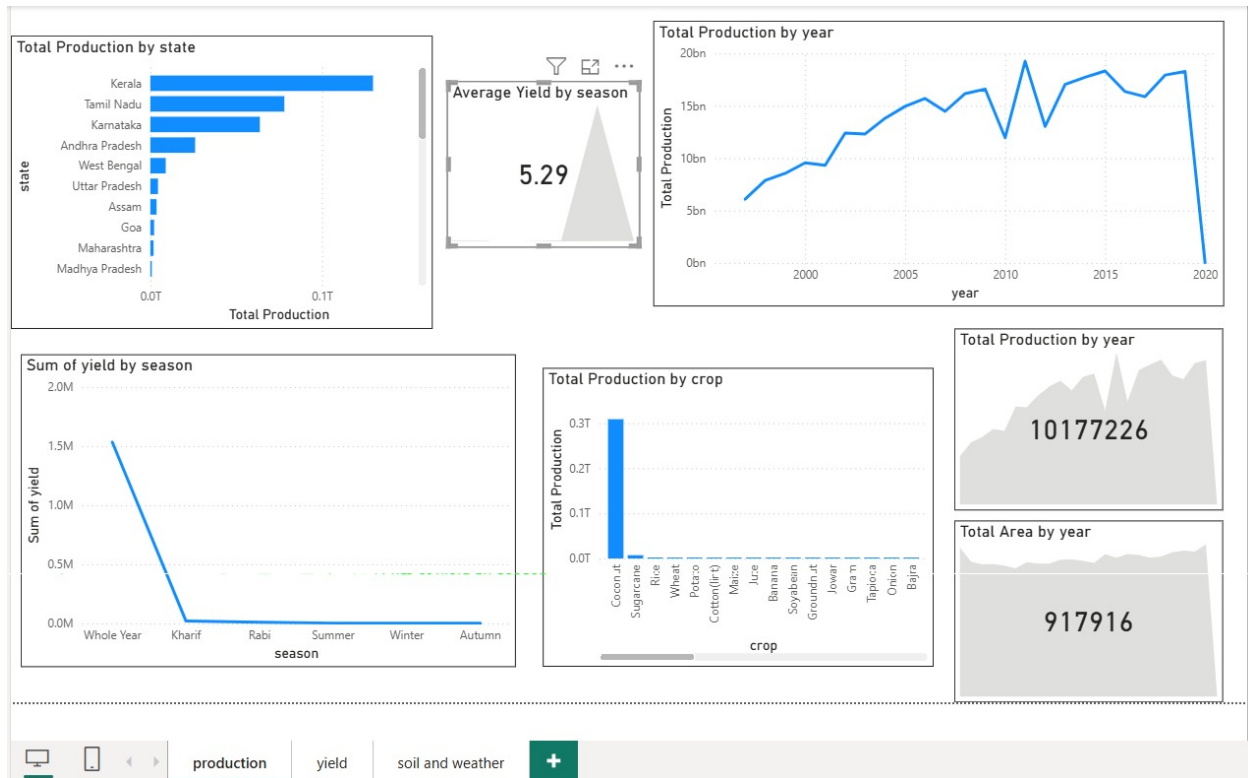 Total Production by state
state
Kerala
Tamil Nadu
Karnataka
Andhra Pradesh
West Bengal
Uttar Pradesh
Assam
Goa
Maharashtra
Madhya Pradesh
0.0T 0.1T
Total Production
Average Yield by season
5.29
Total Production by year
Total Production
20bn
15bn
10bn
5bn
0bn
2000 2005 2010 2015 2020
year
Sum of yield by season
Sum of yield
2.0M
1.5M
1.0M
0.5M
0.0M
Whole Year Kharif Rabi Summer Winter Autumn
season
Total Production by crop
Total Production
0.3T
0.2T
0.1T
0.0T
Coconut
Sugarcane
Rice
Wheat
Potato
Cotton(lint)
Maize
Jute
Banana
Soyabean
Groundnut
Jowar
Gram
Tapioca
Onion
Bajra
crop
Total Production by year
10177226
Total Area by year
917916
production yield soil and weather +